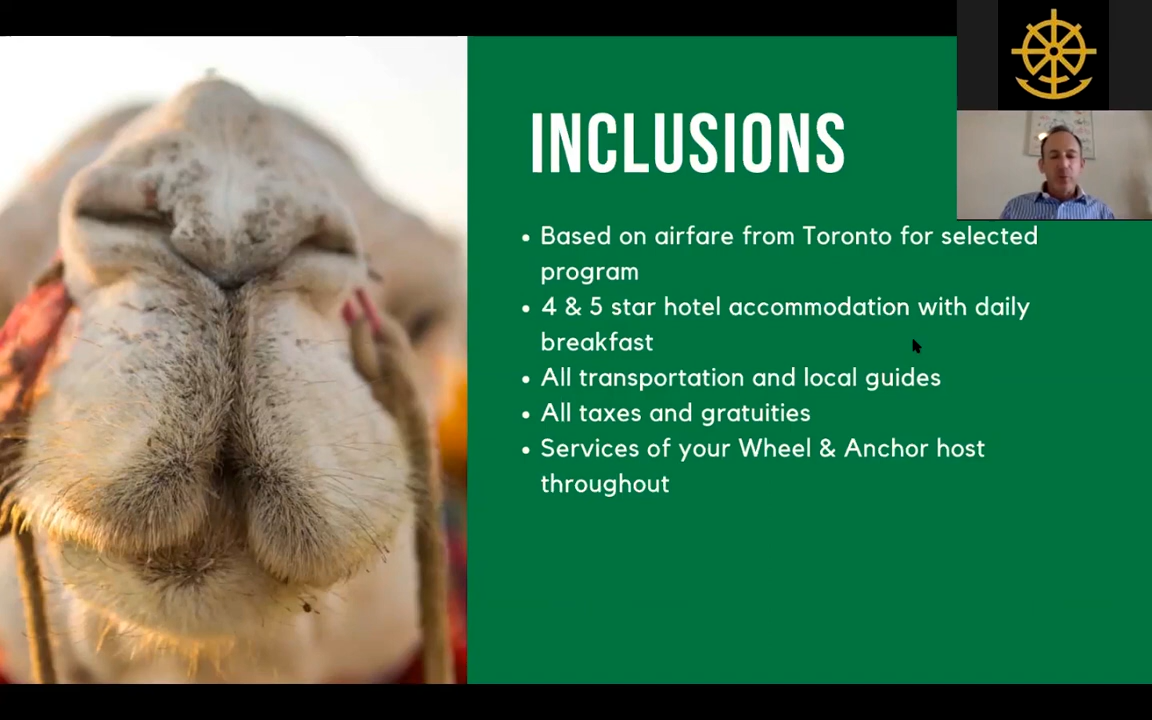 INCLUSIONS
• Based on airfare from Toronto for selected
program
• 4 & 5 star hotel accommodation with daily
breakfast
• All transportation and local guides
• All taxes and gratuities
• Services of your Wheel & Anchor host
throughout